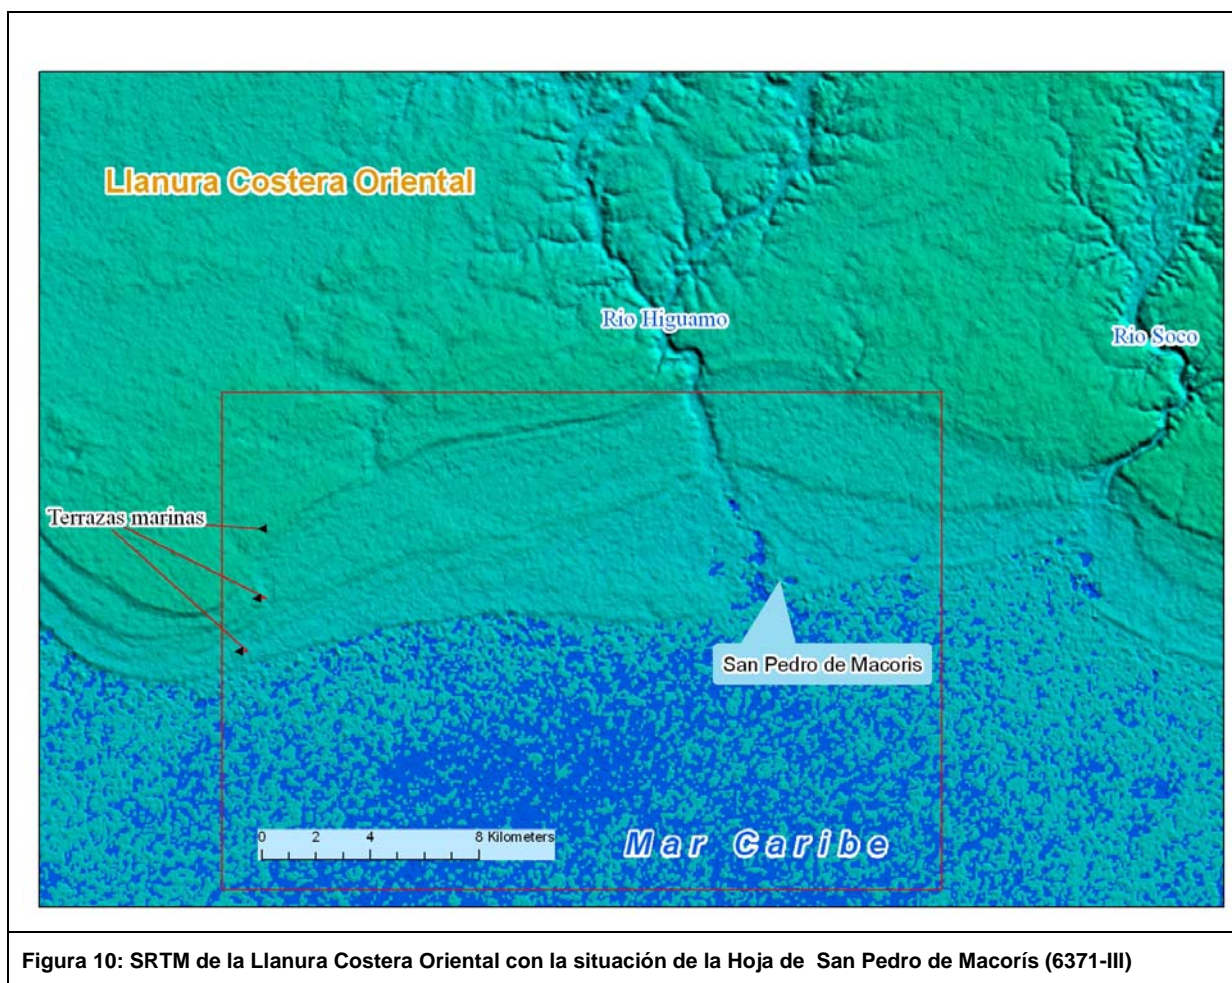 Llanura Costera Oriental
Rio Higuamo
Rio Soco
Terrazas marinas
San Pedro de Macoris
0 2 4 8 Kilometers
Mar Caribe
Figura 10: SRTM de la Llanura Costera Oriental con la situación de la Hoja de San Pedro de Macorís (6371-III)